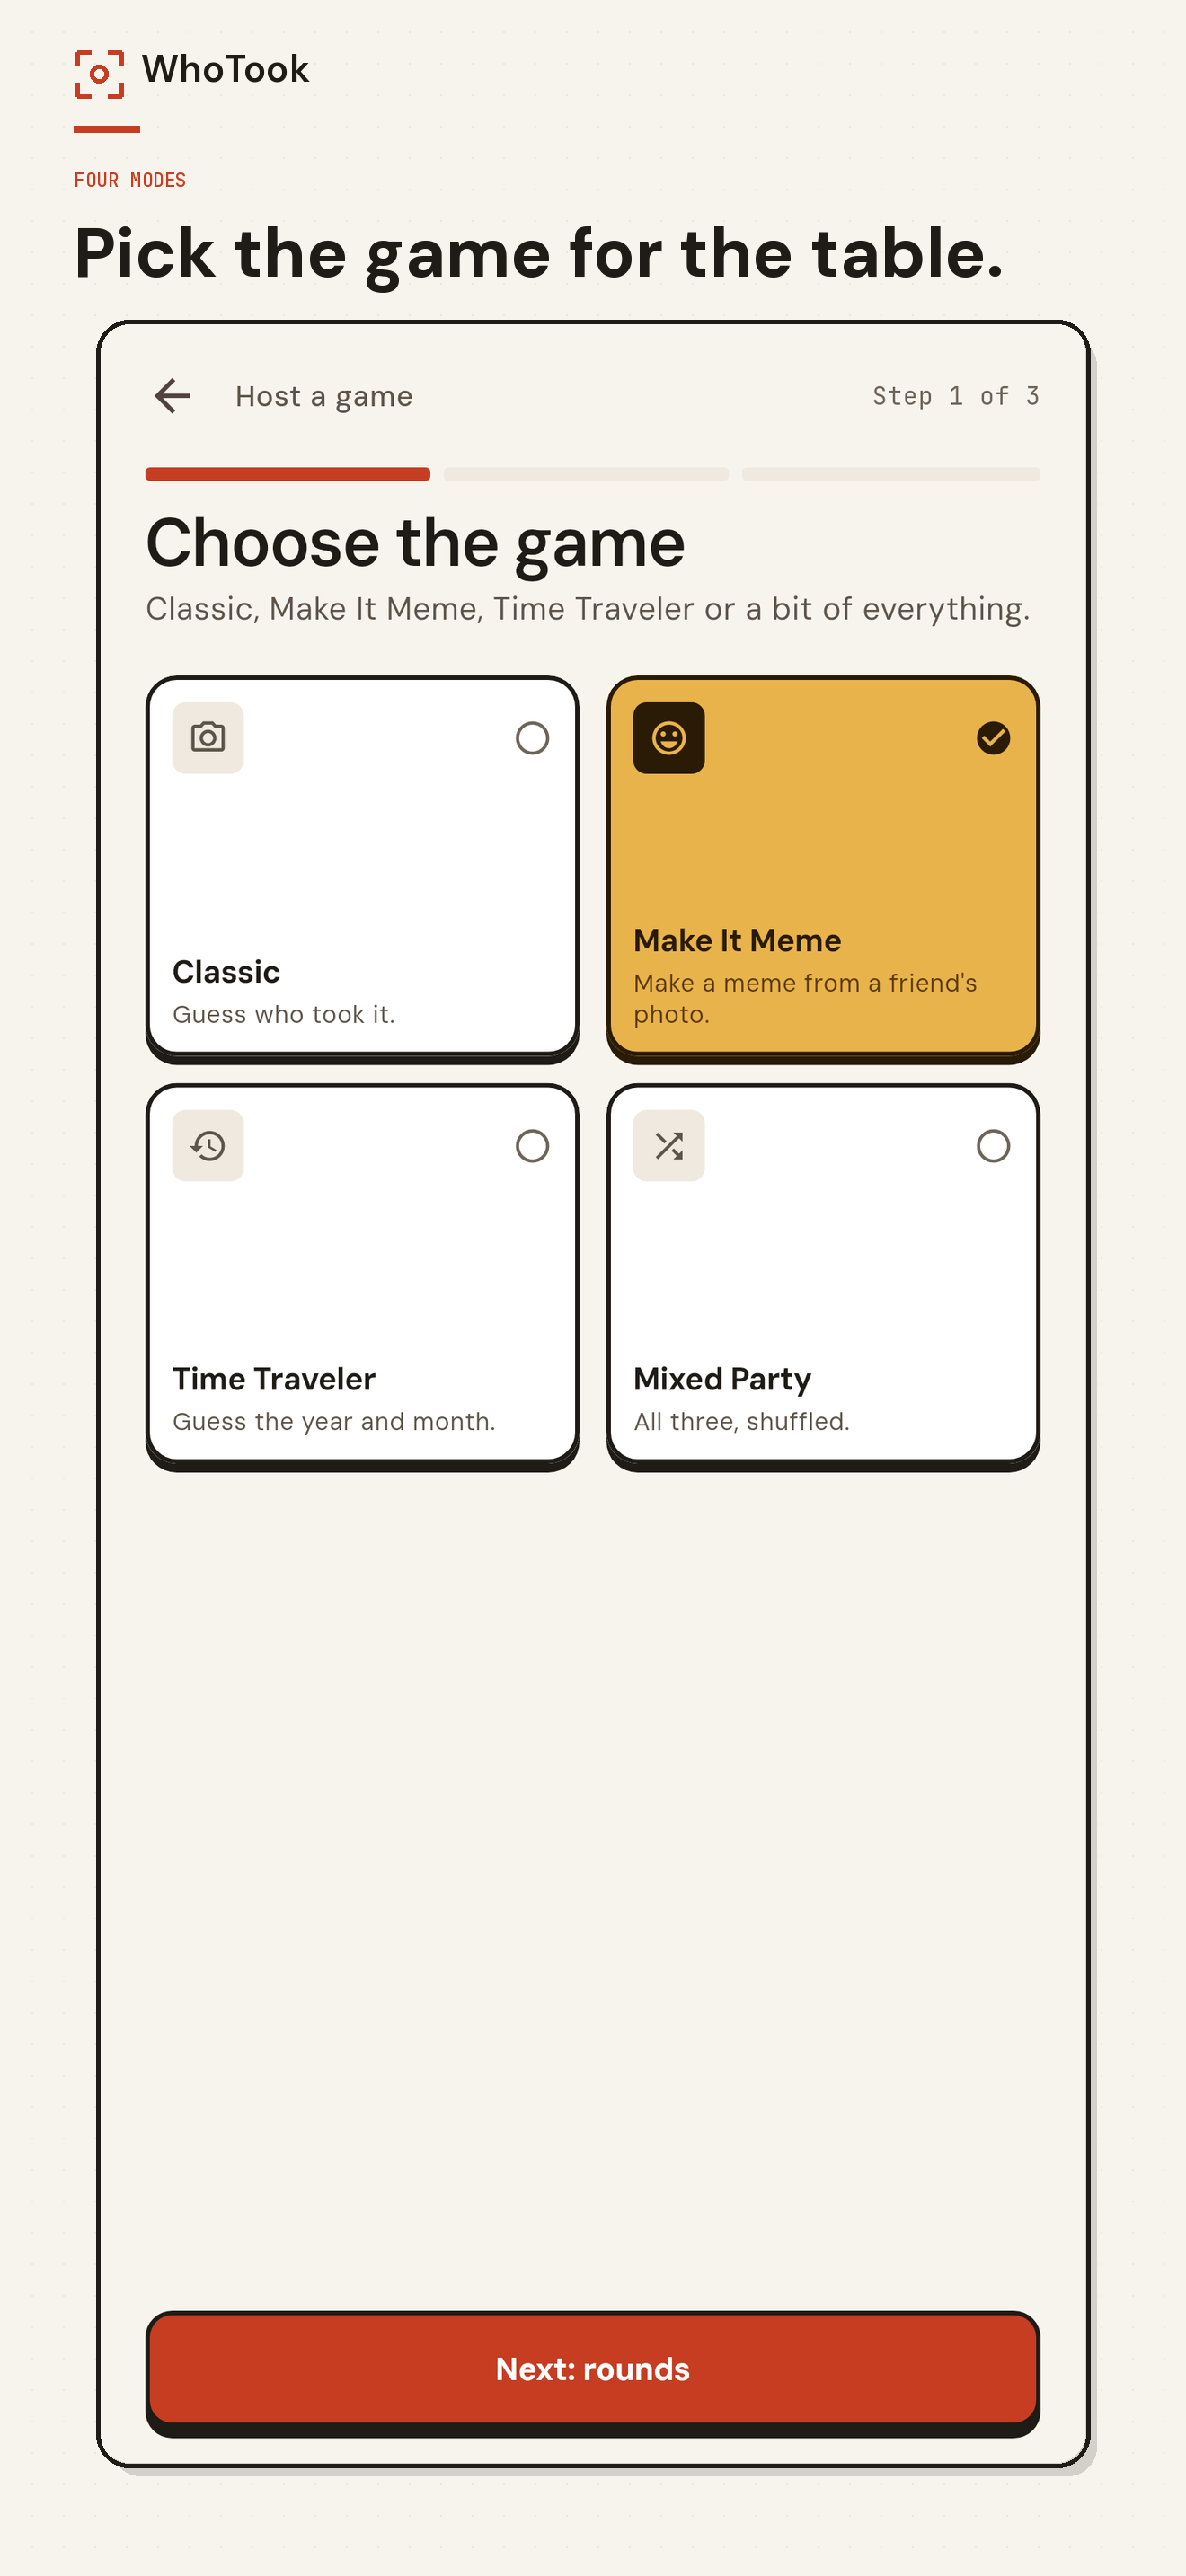 WhoTook
FOUR MODES
Pick the game for the table.
Host a game
Step 1 of 3
Choose the game
Classic, Make It Meme, Time Traveler or a bit of everything.
Classic
Guess who took it.
Make It Meme
Make a meme from a friend's
photo.
Time Traveler
Guess the year and month.
Mixed Party
All three, shuffled.
Next: rounds